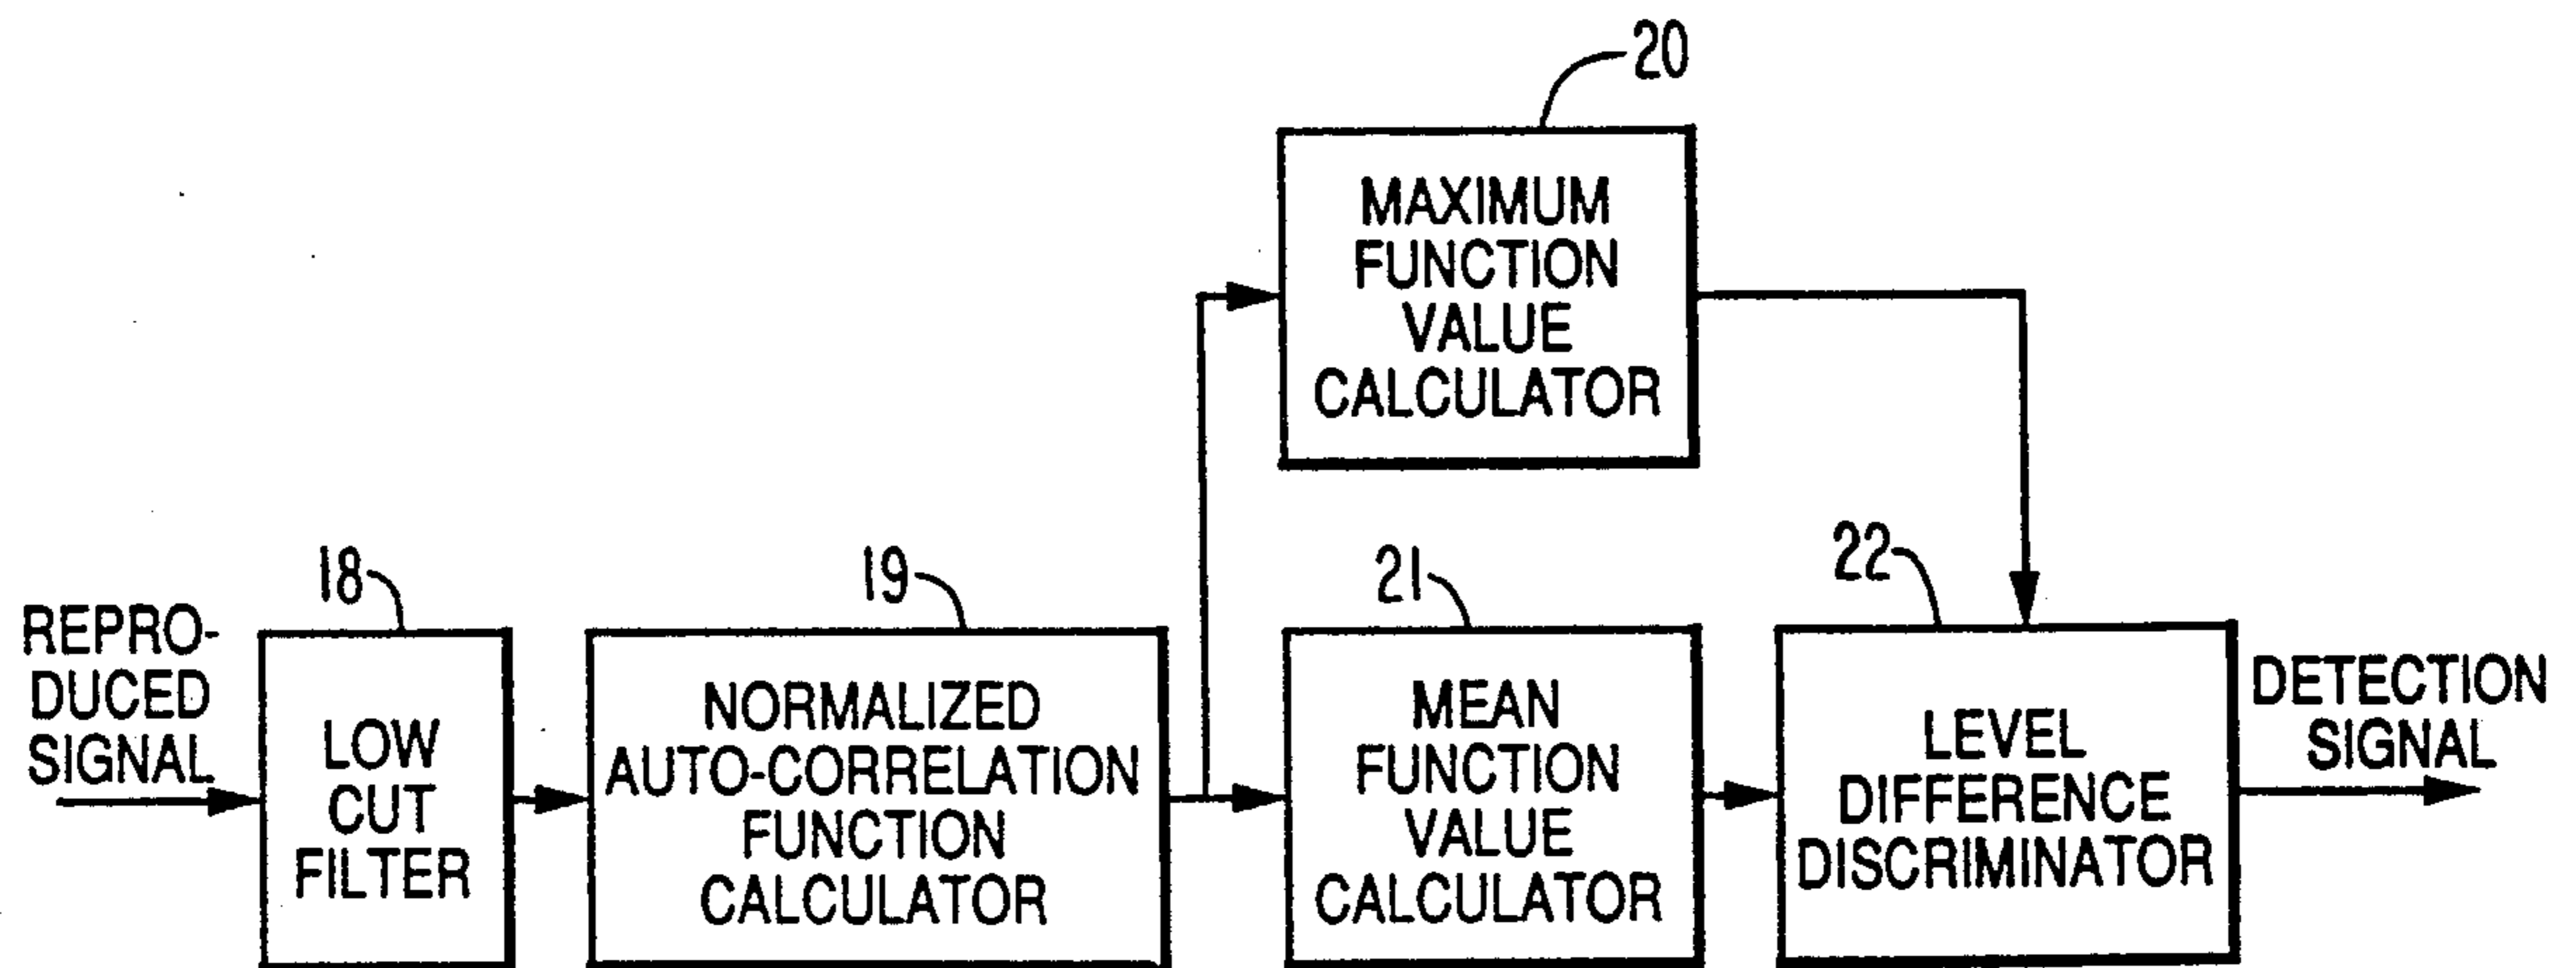 20
MAXIMUM
FUNCTION
VALUE
CALCULATOR
18
19
21
22
REPRO-
DUCED
SIGNAL
LOW
CUT
FILTER
NORMALIZED
AUTO-CORRELATION
FUNCTION
CALCULATOR
MEAN
FUNCTION
VALUE
CALCULATOR
LEVEL
DIFFERENCE
DISCRIMINATOR
DETECTION
SIGNAL